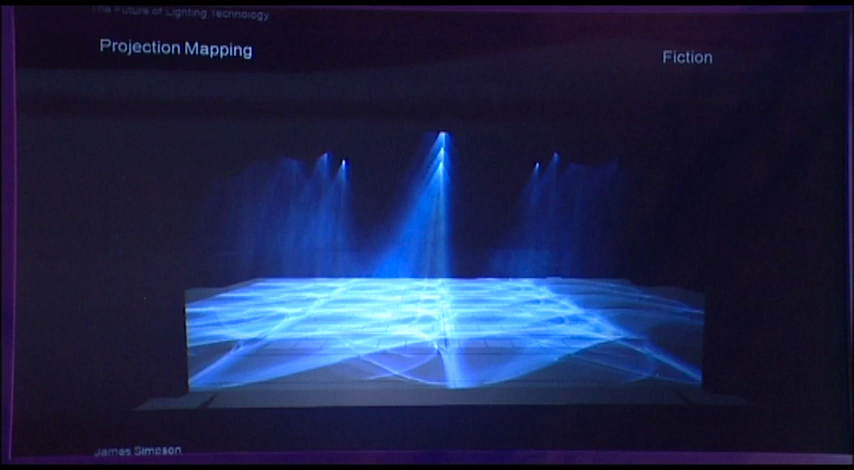 The Future of Lighting Technology
Projection Mapping
Fiction
James Simpson